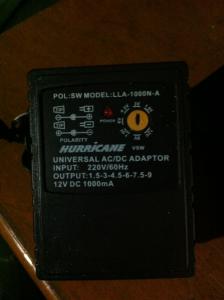 POL:SW MODEL:LLA-1000N-A
POWER
POLARITY
HURRICANE
VSW
UNIVERSAL AC/DC ADAPTOR
INPUT: 220V/60Hz
OUTPUT:1.5-3-4.5-6-7.5-9
12V DC 1000mA